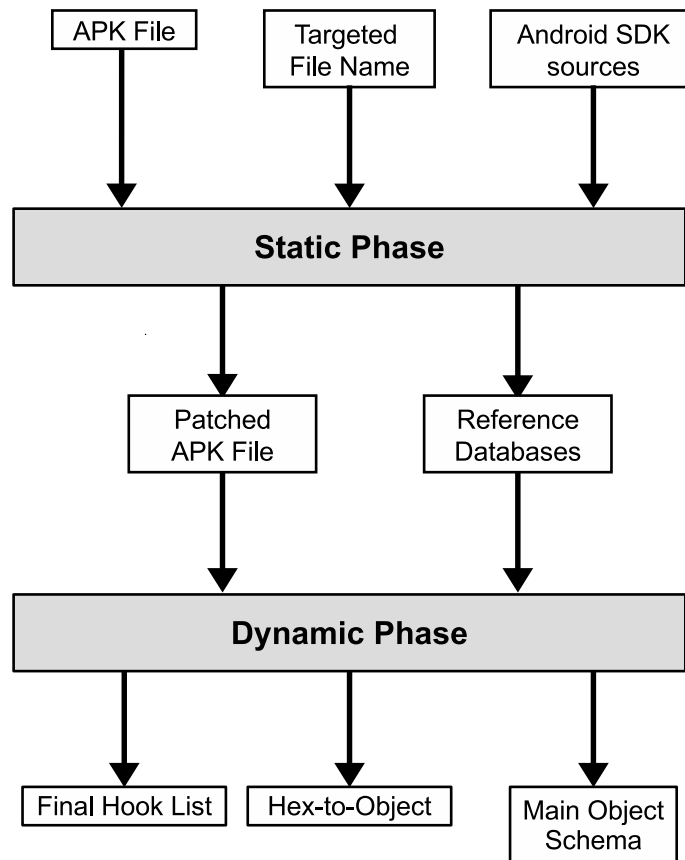 APK File
Targeted
File Name
Android SDK
sources
Static Phase
Patched
APK File
Reference
Databases
Dynamic Phase
Final Hook List
Hex-to-Object
Main Object
Schema